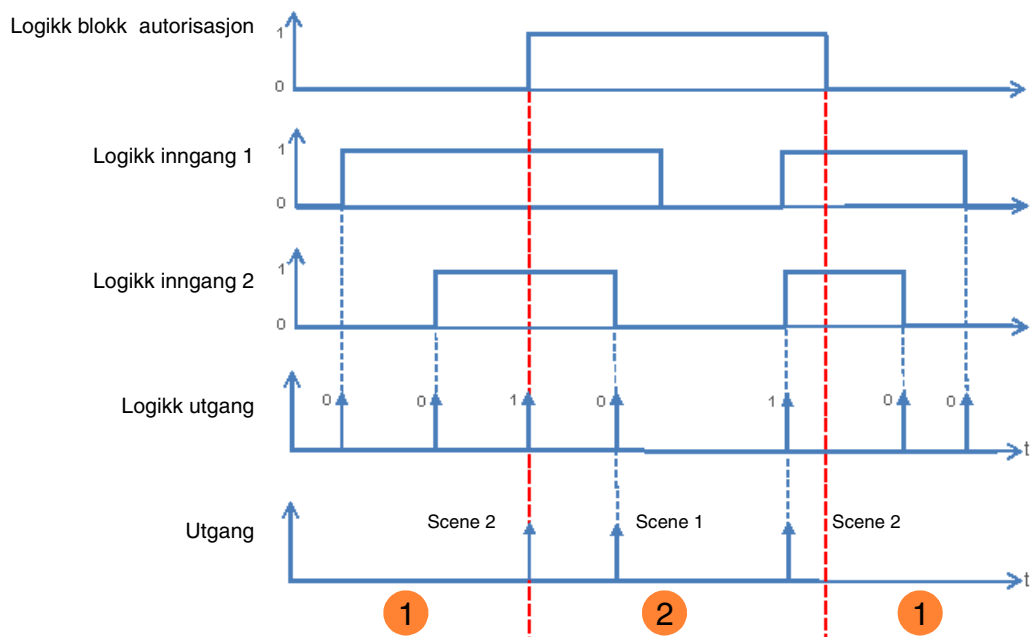 Logikk blokk autorisasjon
1
0
Logikk inngang 1
1
0
Logikk inngang 2
1
0
Logikk utgang
0 0 1 0 1 0 0
t
Utgang
Scene 2 Scene 1 Scene 2
t
1 2 1